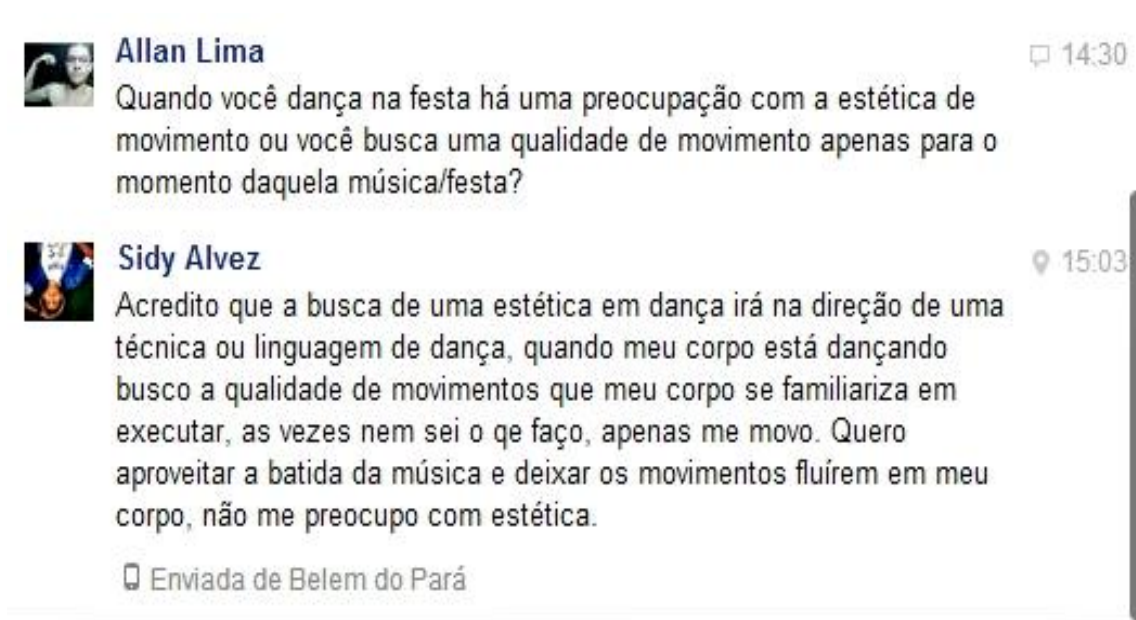 Allan Lima
14:30
Quando você dança na festa há uma preocupação com a estética de
movimento ou você busca uma qualidade de movimento apenas para o
momento daquela música/festa?
Sidy Alvez
15:03
Acredito que a busca de uma estética em dança irá na direção de uma
técnica ou linguagem de dança, quando meu corpo está dançando
busco a qualidade de movimentos que meu corpo se familiariza em
executar, as vezes nem sei o qe faço, apenas me movo. Quero
aproveitar a batida da música e deixar os movimentos fluírem em meu
corpo, não me preocupo com estética.
Enviada de Belem do Pará